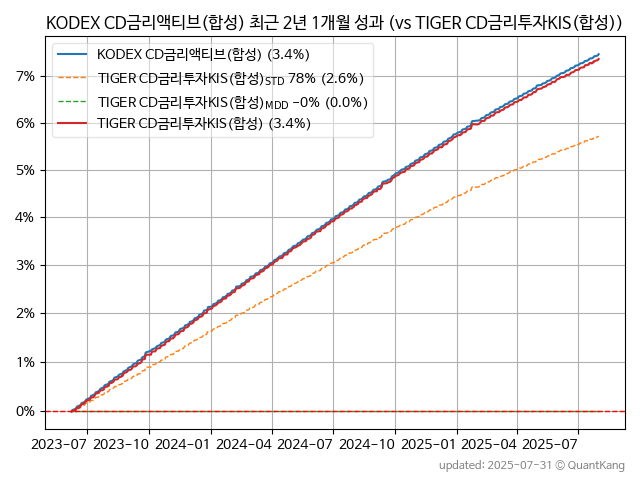 KODEX CD금리액티브(합성) 최근 2년 1개월 성과 (vs TIGER CD금리투자KIS(합성))
KODEX CD금리액티브(합성) (3.4%)
TIGER CD금리투자KIS(합성)STD 78% (2.6%)
TIGER CD금리투자KIS(합성)MDD −0% (0.0%)
TIGER CD금리투자KIS(합성) (3.4%)
7%
6%
5%
4%
3%
2%
1%
0%
2023-07 2023-10 2024-01 2024-04 2024-07 2024-10 2025-01 2025-04 2025-07
updated: 2025-07-31 © QuantKang